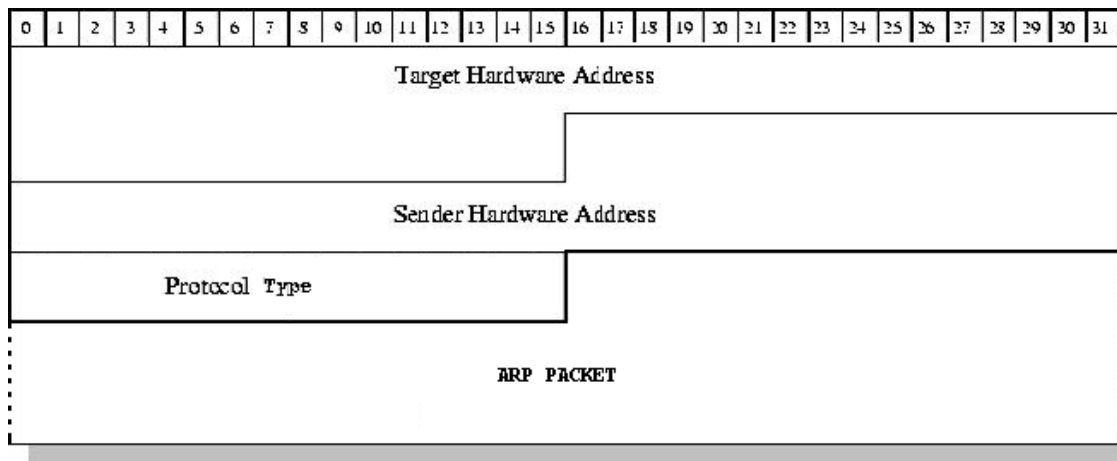 0 1 2 3 4 5 6 7 8 9 10 11 12 13 14 15 16 17 18 19 20 21 22 23 24 25 26 27 28 29 30 31
Target Hardware Address
Sender Hardware Address
Protocol Type
ARP PACKET